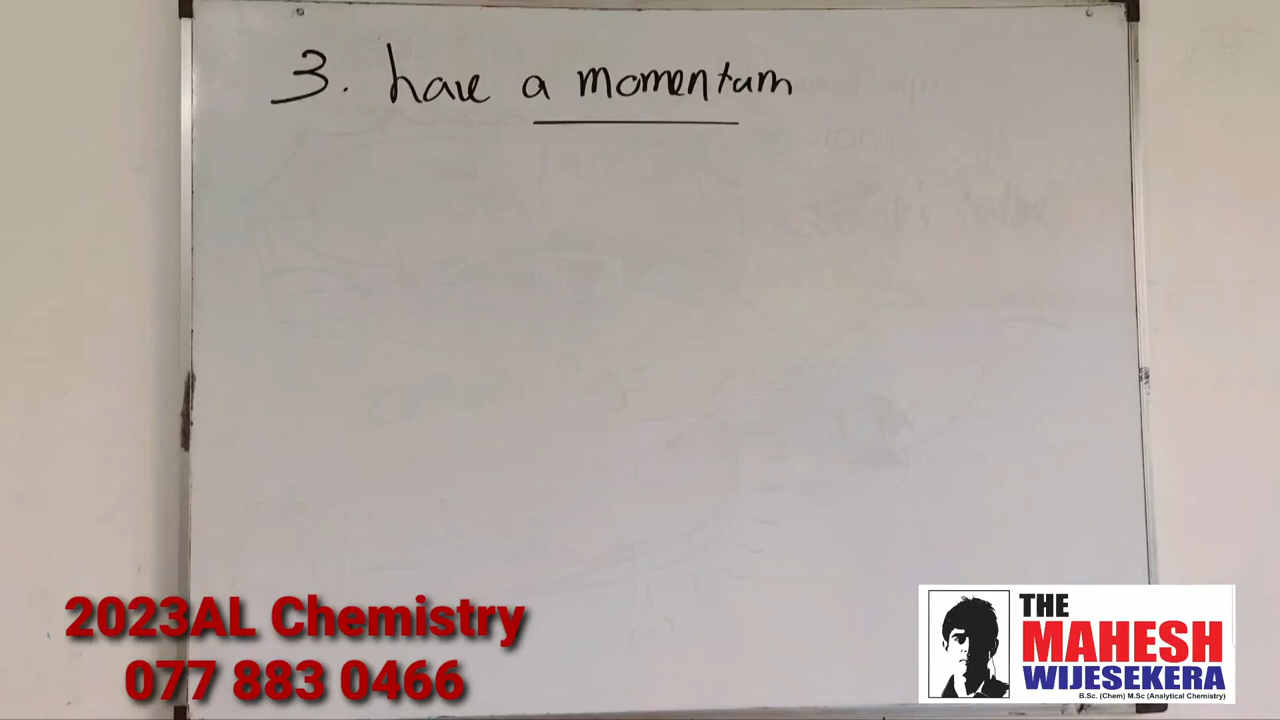 3. have a momentum
2023AL Chemistry
077 883 0466
THE
MAHESH
WIJESEKERA
B.Sc. (Chem) M.Sc (Analytical Chemistry)